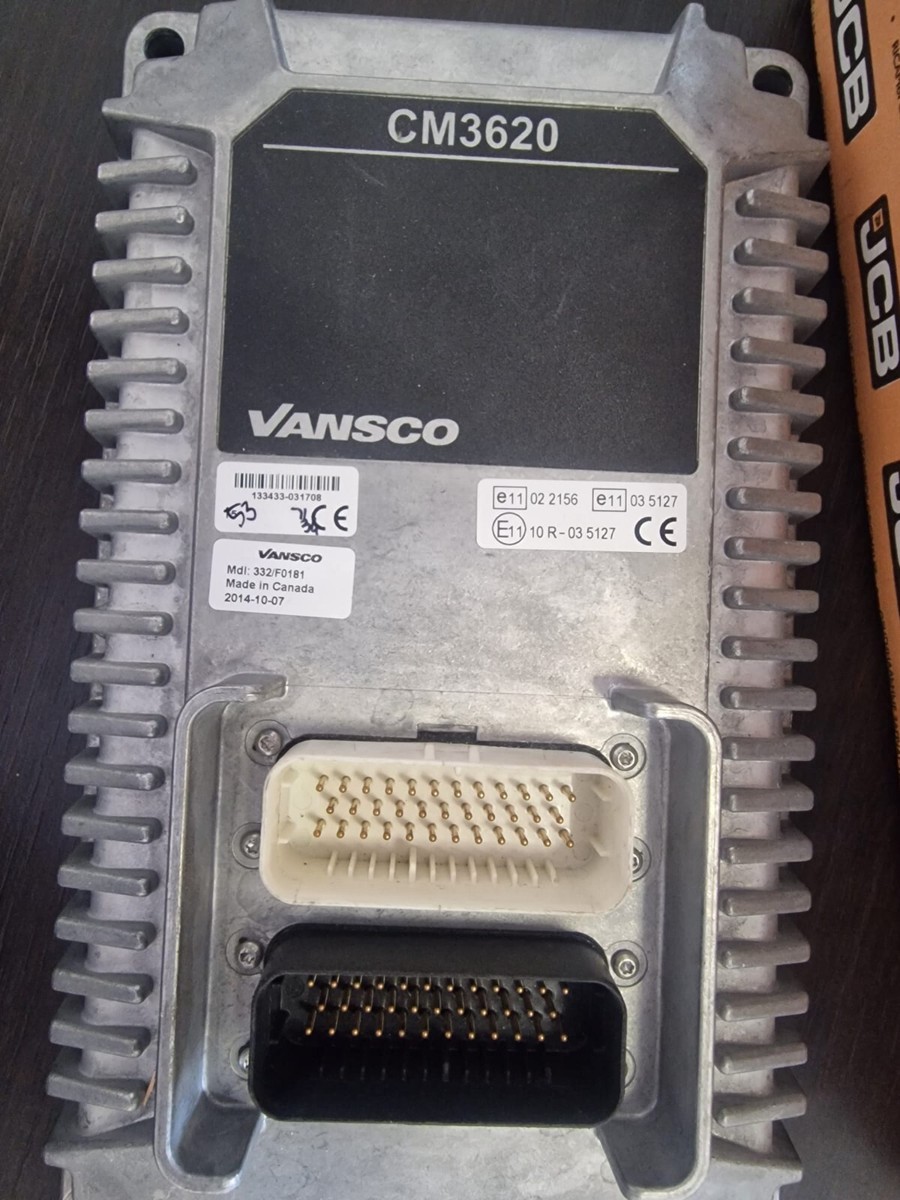 CM3620
VANSCO
133433-031708
CE
e11 02 2156 e11 03 5127
E11 10 R - 03 5127 CE
VANSCO
Mdl: 332/F0181
Made in Canada
2014-10-07
JCB
JCB